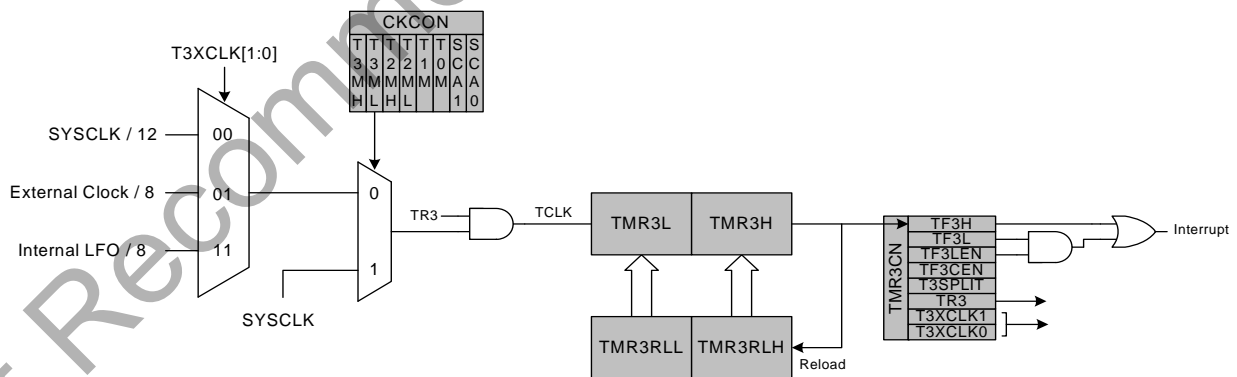 CKCON
T3MH T3ML T2MH T2ML T1M T0M SCA1 SCA0
T3XCLK[1:0]
SYSCLK / 12
00
External Clock / 8
01
Internal LFO / 8
11
0
1
SYSCLK
TR3
TCLK
TMR3L
TMR3H
TMR3RLL
TMR3RLH
Reload
TMR3CN
TF3H
TF3L
TF3LEN
TF3CEN
T3SPLIT
TR3
T3XCLK1
T3XCLK0
Interrupt
Recomm